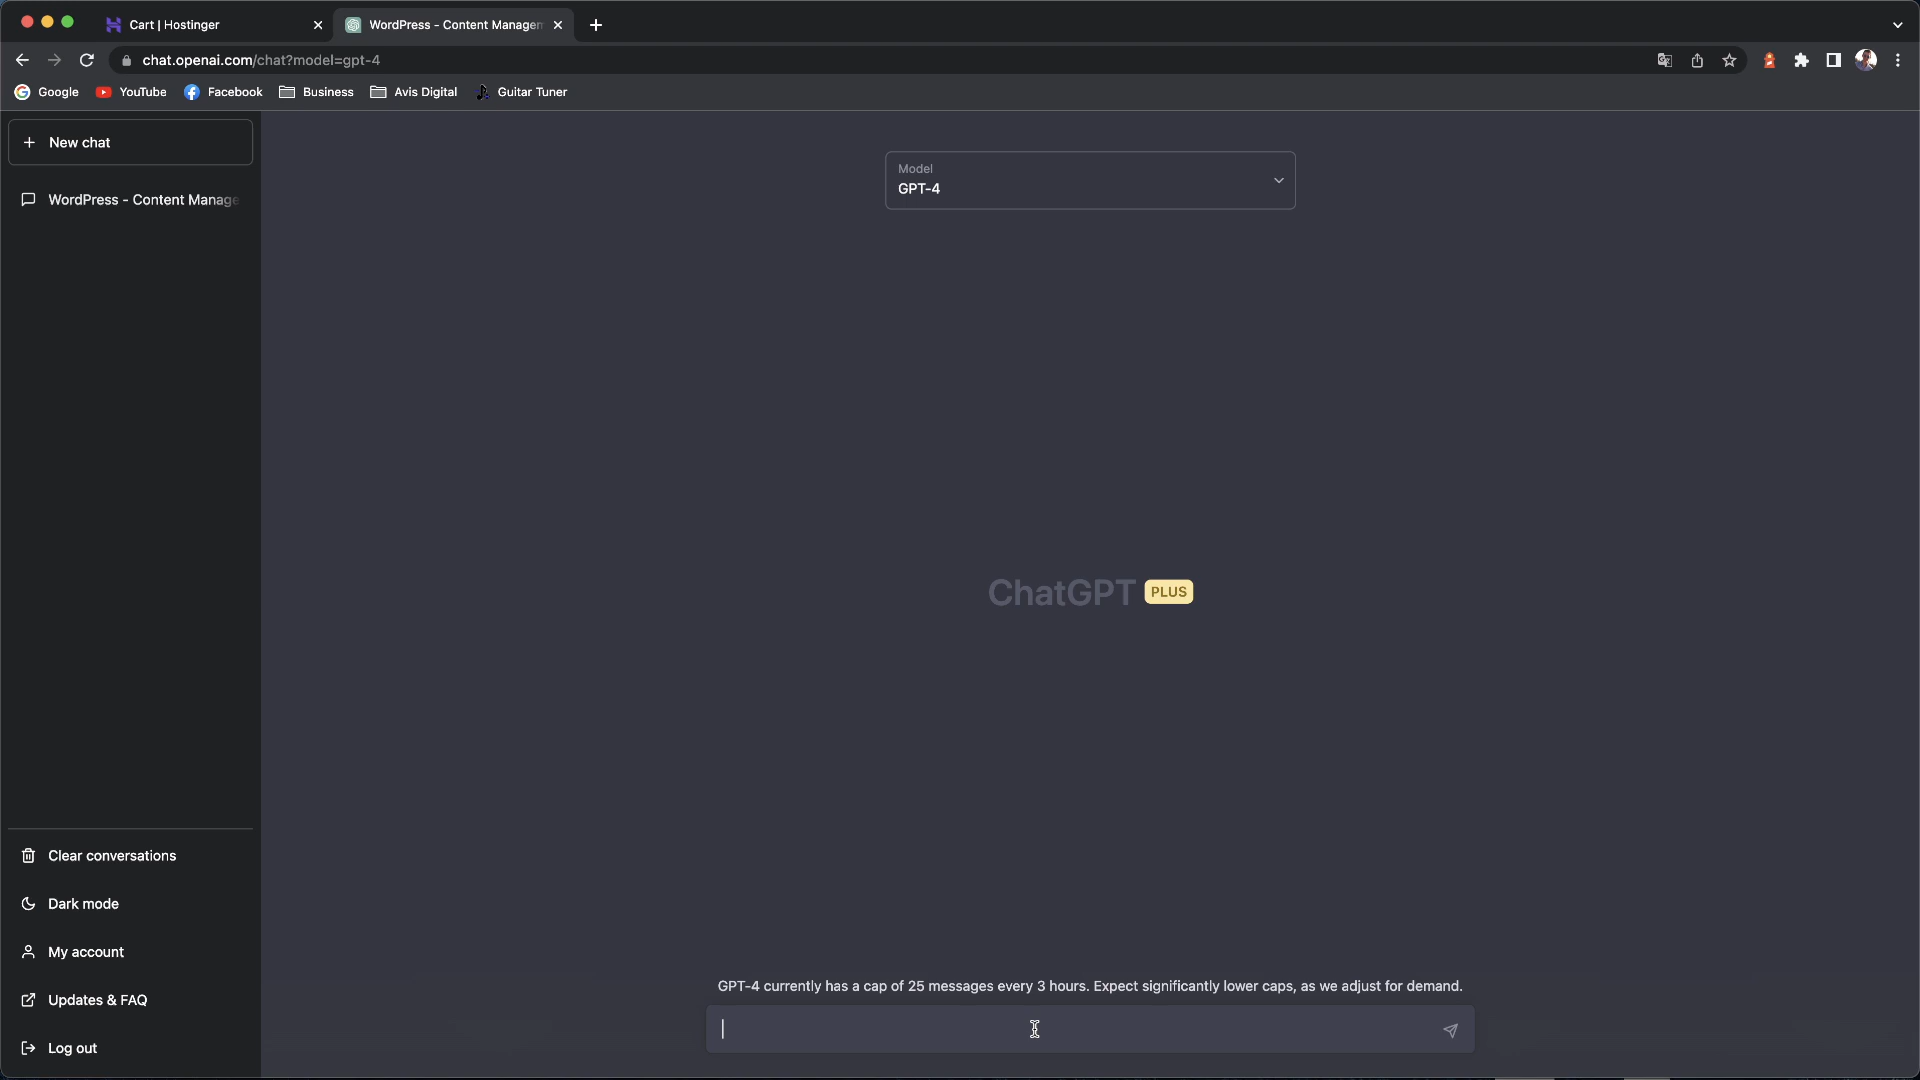 Cart | Hostinger
WordPress - Content Managem
chat.openai.com/chat?model=gpt-4
Google
YouTube
Facebook
Business
Avis Digital
Guitar Tuner
New chat
WordPress - Content Manage
Model
GPT-4
ChatGPT PLUS
Clear conversations
Dark mode
My account
Updates & FAQ
Log out
GPT-4 currently has a cap of 25 messages every 3 hours. Expect significantly lower caps, as we adjust for demand.